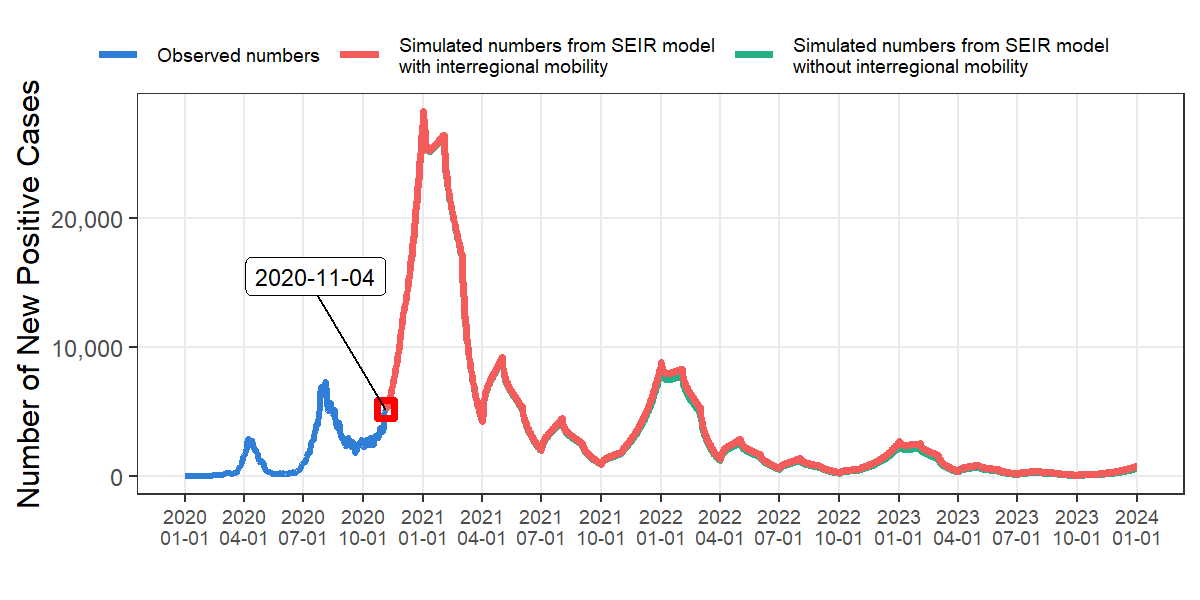 Observed numbers
Simulated numbers from SEIR model
with interregional mobility
Simulated numbers from SEIR model
without interregional mobility
Number of New Positive Cases
20,000
10,000
0
2020-11-04
2020 2020 2020 2020 2021 2021 2021 2021 2022 2022 2022 2022 2023 2023 2023 2023 2024
01-01 04-01 07-01 10-01 01-01 04-01 07-01 10-01 01-01 04-01 07-01 10-01 01-01 04-01 07-01 10-01 01-01